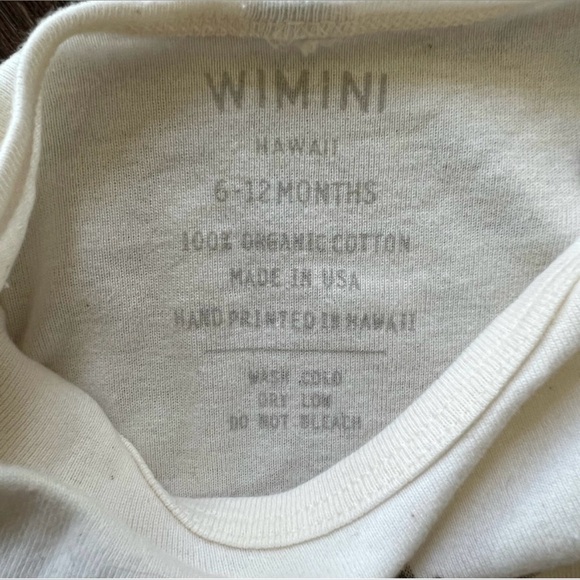 WIMINI
HAWAII
6-12 MONTHS
100% ORGANIC COTTON
MADE IN USA
HAND PRINTED IN HAWAII
WASH COLD
DRY LOW
DO NOT BLEACH